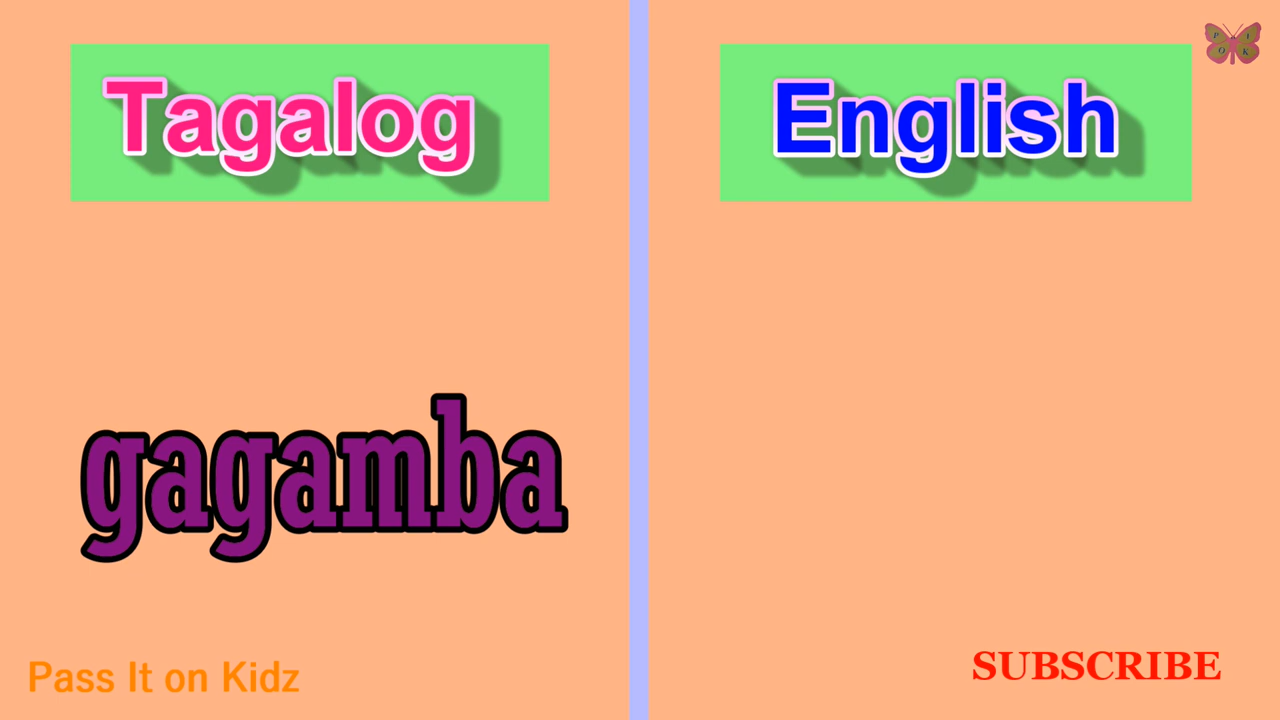 Tagalog
English
P I
O K
gagamba
Pass It on Kidz
SUBSCRIBE